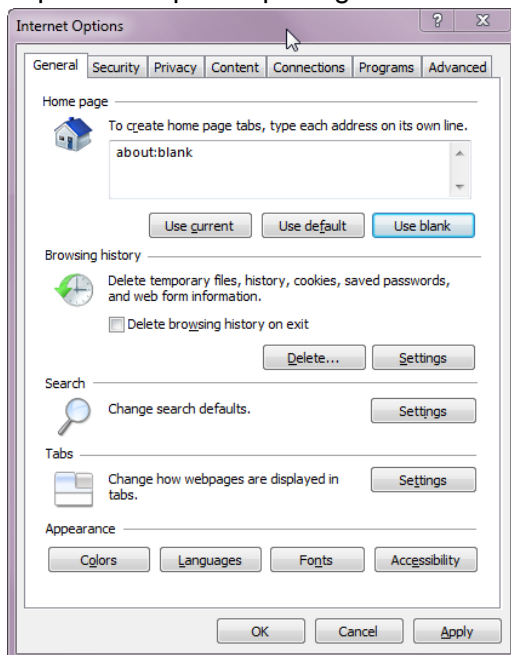 Internet Options
General Security Privacy Content Connections Programs Advanced
Home page
To create home page tabs, type each address on its own line.
about:blank
Use current Use default Use blank
Browsing history
Delete temporary files, history, cookies, saved passwords,
and web form information.
Delete browsing history on exit
Delete... Settings
Search
Change search defaults. Settings
Tabs
Change how webpages are displayed in
tabs.
Settings
Appearance
Colors Languages Fonts Accessibility
OK Cancel Apply